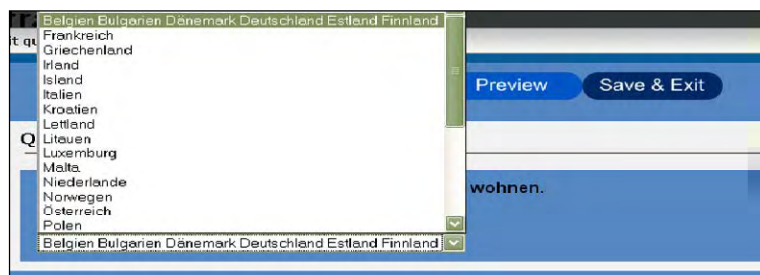 Belgien Bulgarien Dänemark Deutschland Estland Finnland
Frankreich
it qu
Griechenland
Irland
Island
Italien
Preview Save & Exit
Kroatien
Lettland
Q Litauen
Luxemburg
Malta
Niederlande
wohnen.
Norwegen
Österreich
Polen
Belgien Bulgarien Dänemark Deutschland Estland Finnland